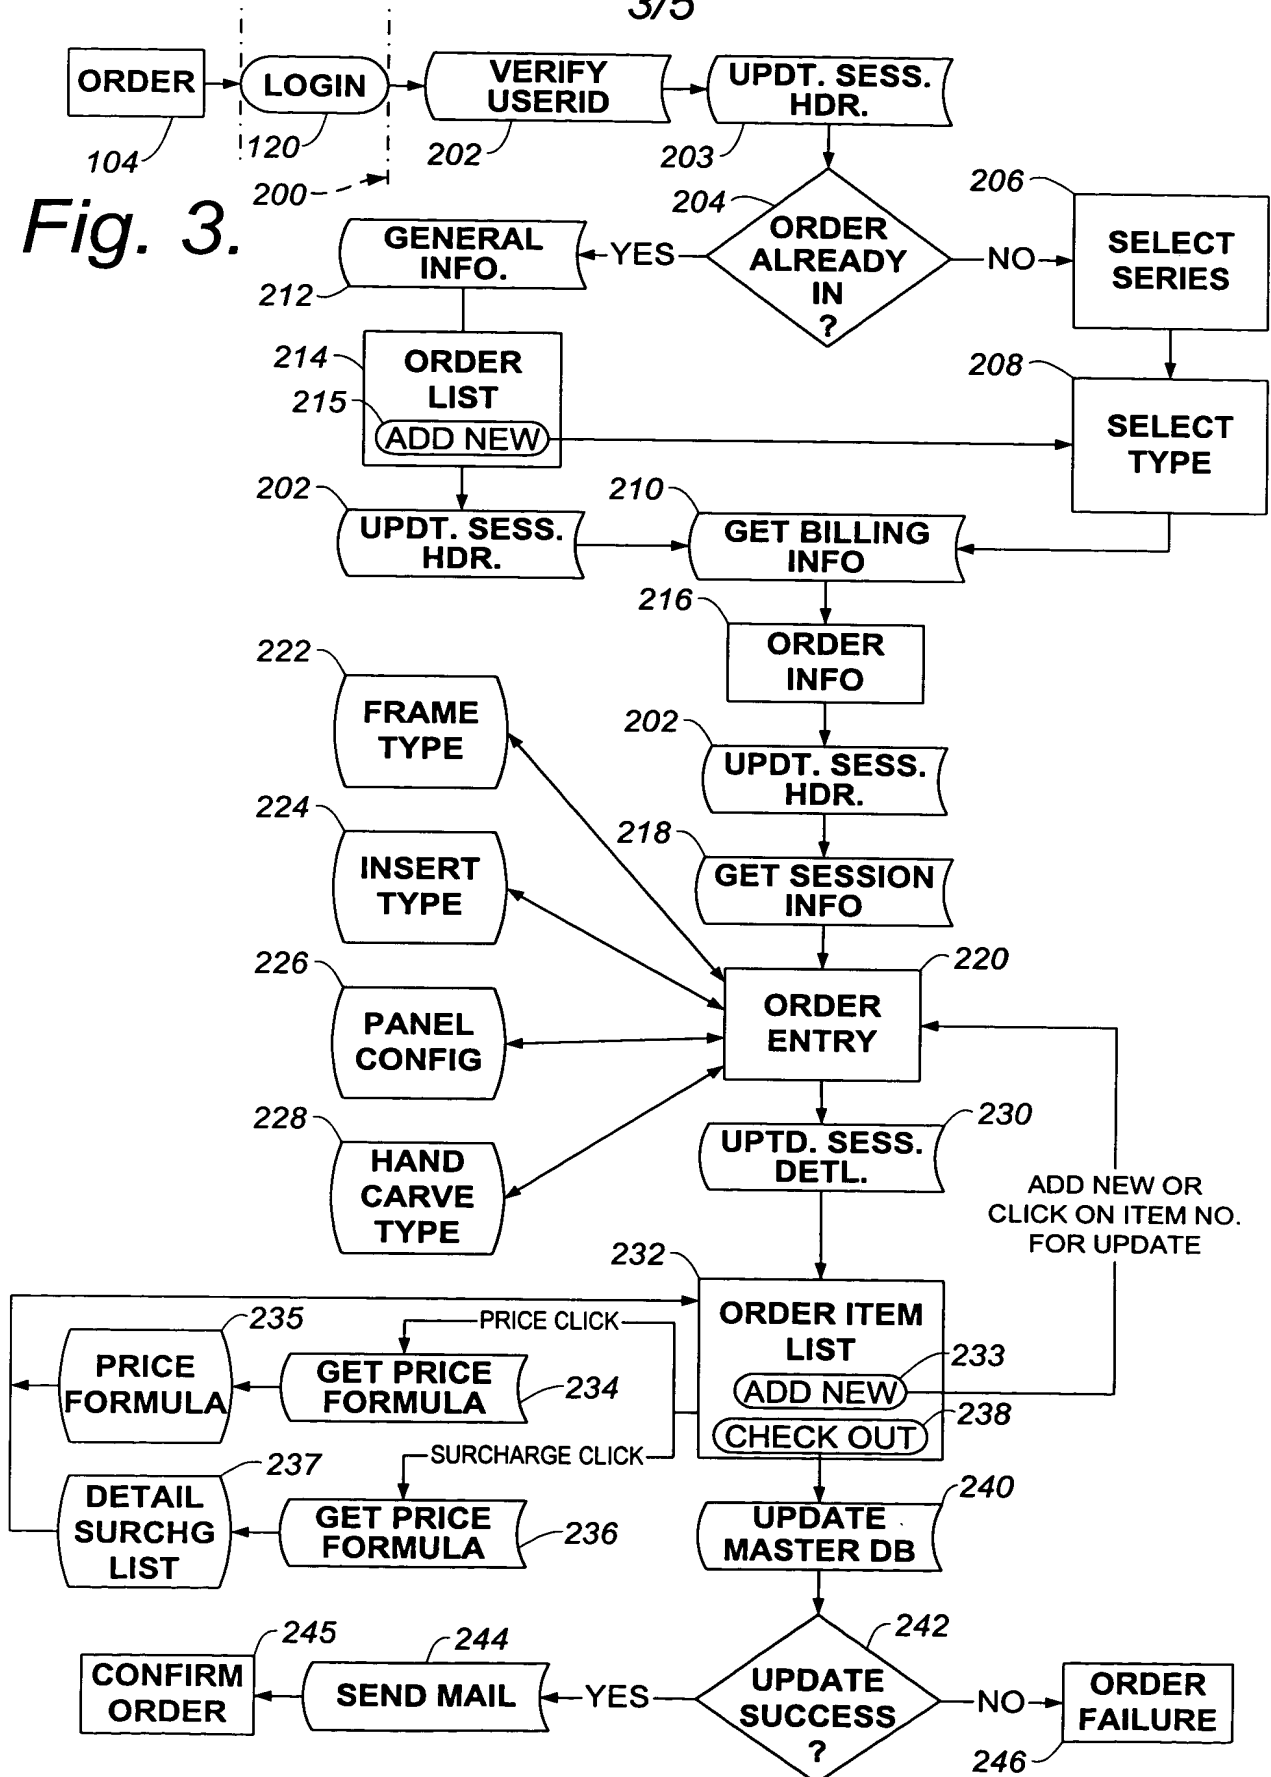 3/5
ORDER
LOGIN
VERIFY
USERID
UPDT. SESS.
HDR.
104
120
202
203
200
Fig. 3.
204
206
ORDER
ALREADY
IN
?
YES
NO
GENERAL
INFO.
212
SELECT
SERIES
214
ORDER
LIST
215
ADD NEW
208
SELECT
TYPE
202
UPDT. SESS.
HDR.
210
GET BILLING
INFO
216
ORDER
INFO
222
FRAME
TYPE
202
UPDT. SESS.
HDR.
224
INSERT
TYPE
218
GET SESSION
INFO
226
PANEL
CONFIG
220
ORDER
ENTRY
228
HAND
CARVE
TYPE
230
UPTD. SESS.
DETL.
ADD NEW OR
CLICK ON ITEM NO.
FOR UPDATE
232
ORDER ITEM
LIST
233
ADD NEW
238
CHECK OUT
PRICE CLICK
235
PRICE
FORMULA
GET PRICE
FORMULA
234
SURCHARGE CLICK
237
DETAIL
SURCHG
LIST
GET PRICE
FORMULA
236
240
UPDATE
MASTER DB
242
UPDATE
SUCCESS
?
YES
NO
244
SEND MAIL
245
CONFIRM
ORDER
ORDER
FAILURE
246